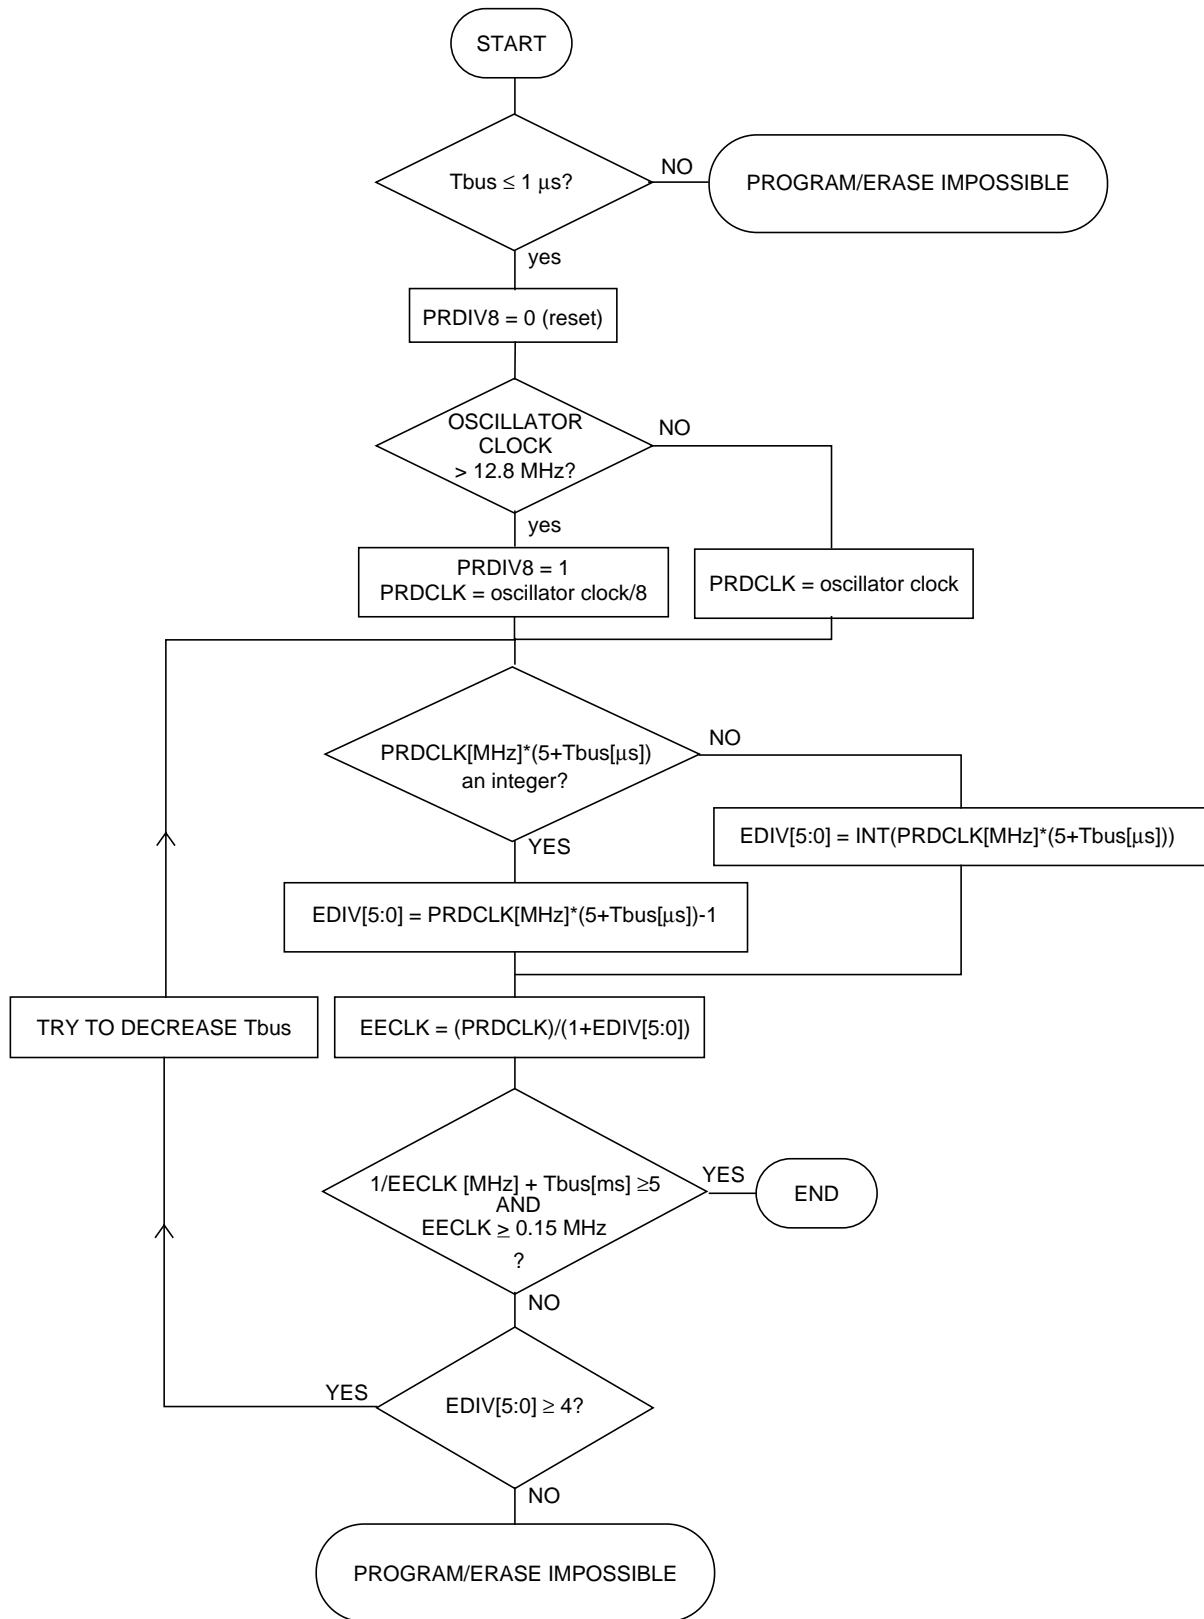 START
Tbus ≤ 1 μs?
NO
PROGRAM/ERASE IMPOSSIBLE
yes
PRDIV8 = 0 (reset)
OSCILLATOR
CLOCK
> 12.8 MHz?
NO
yes
PRDIV8 = 1
PRDCLK = oscillator clock/8
PRDCLK = oscillator clock
PRDCLK[MHz]*(5+Tbus[μs])
an integer?
NO
YES
EDIV[5:0] = INT(PRDCLK[MHz]*(5+Tbus[μs]))
EDIV[5:0] = PRDCLK[MHz]*(5+Tbus[μs])-1
TRY TO DECREASE Tbus
EECLK = (PRDCLK)/(1+EDIV[5:0])
1/EECLK [MHz] + Tbus[ms] ≥5
AND
EECLK ≥ 0.15 MHz
?
YES
END
NO
EDIV[5:0] ≥ 4?
YES
NO
PROGRAM/ERASE IMPOSSIBLE